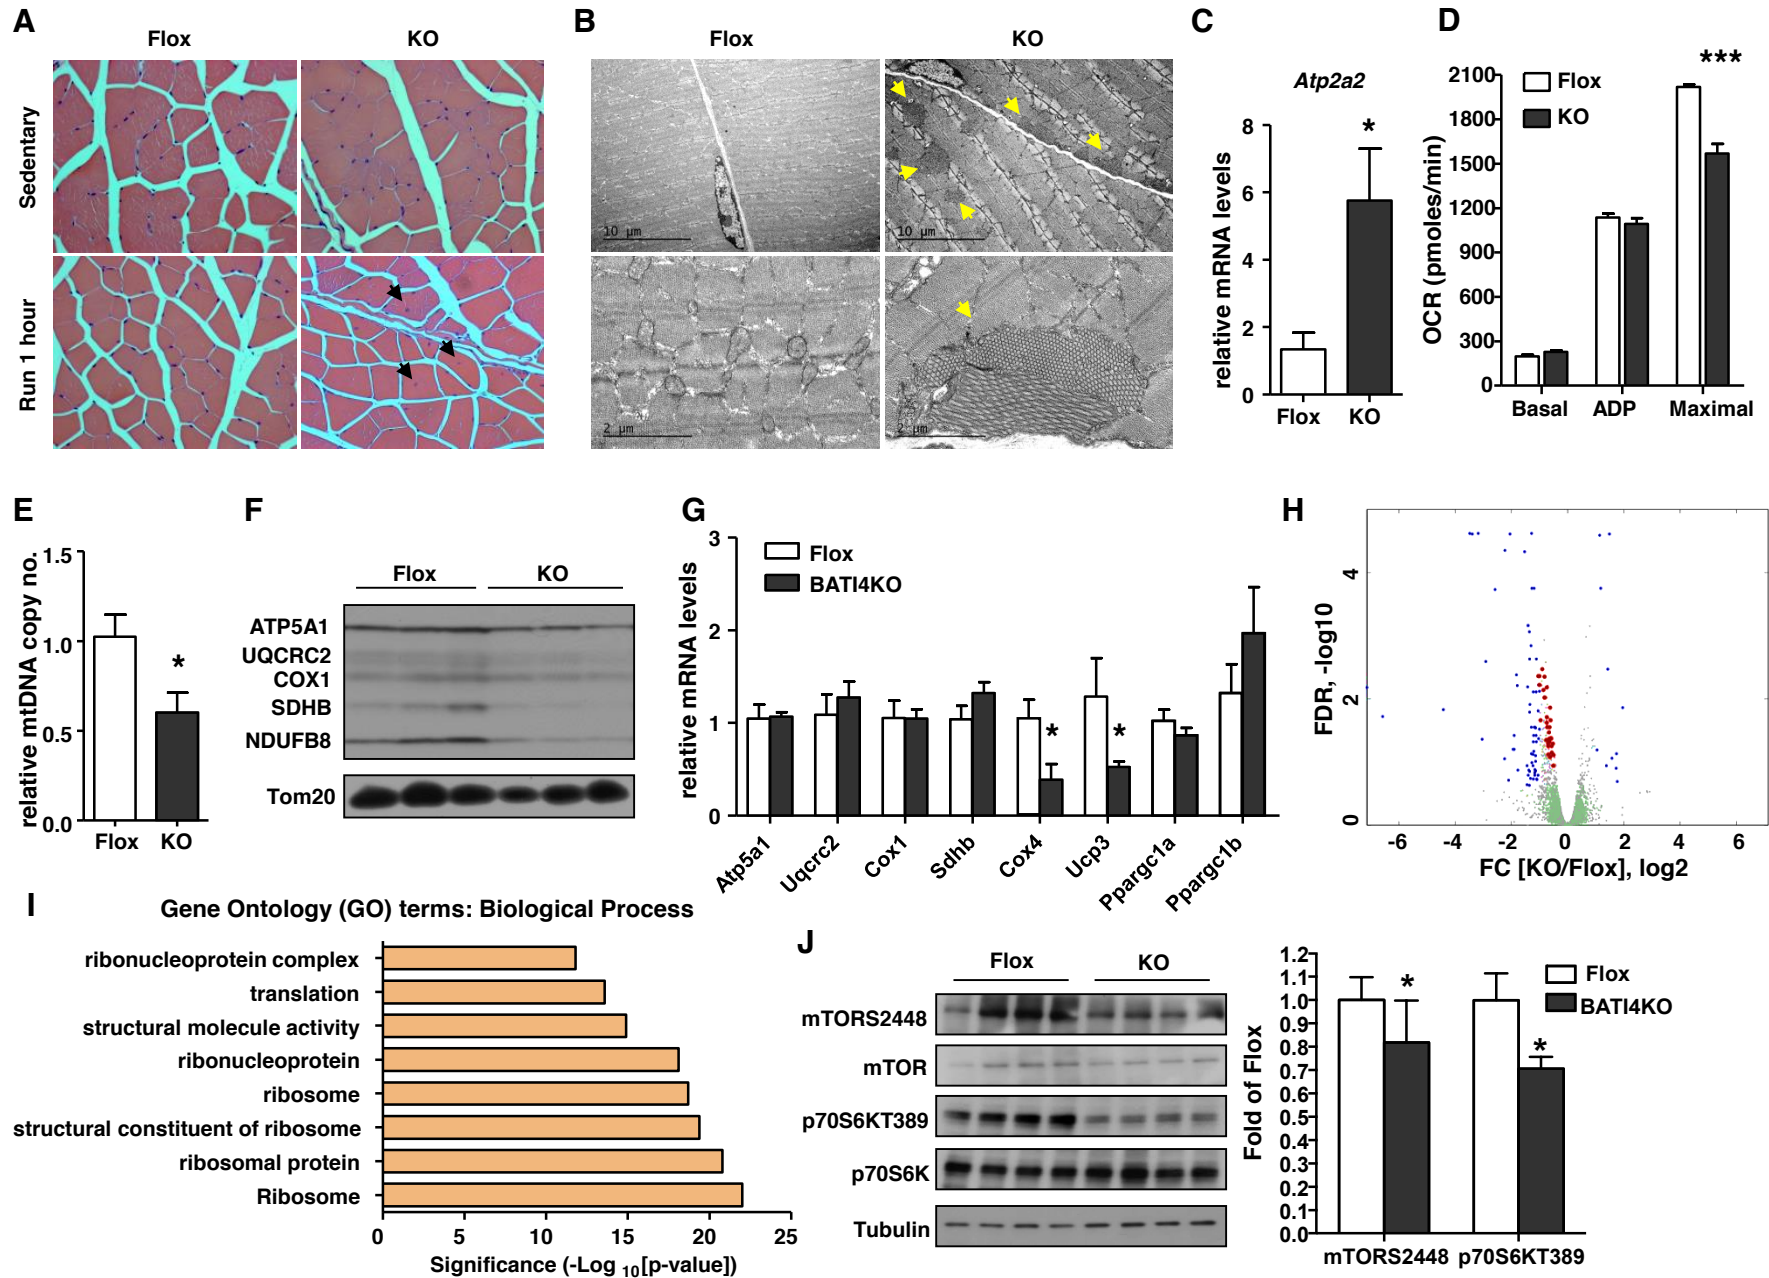 A
Flox
KO
Sedentary
Run 1 hour
B
Flox
KO
10 µm
10 µm
2 µm
2 µm
C
Atp2a2
relative mRNA levels
8
6
4
2
0
*
Flox
KO
D
***
Flox
KO
OCR (pmoles/min)
2100
1800
1500
1200
900
600
300
0
Basal
ADP
Maximal
E
relative mtDNA copy no.
1.5
1.0
0.5
0.0
*
Flox
KO
F
Flox
KO
ATP5A1
UQCRC2
COX1
SDHB
NDUFB8
Tom20
G
Flox
BATI4KO
relative mRNA levels
3
2
1
0
*
*
Atp5a1
Uqcrc2
Cox1
Sdhb
Cox4
Ucp3
Ppargc1a
Ppargc1b
H
FDR, -log10
4
2
0
-6
-4
-2
0
2
4
6
FC [KO/Flox], log2
I
Gene Ontology (GO) terms: Biological Process
ribonucleoprotein complex
translation
structural molecule activity
ribonucleoprotein
ribosome
structural constituent of ribosome
ribosomal protein
Ribosome
0
5
10
15
20
25
Significance (-Log 10[p-value])
J
Flox
KO
mTORS2448
mTOR
p70S6KT389
p70S6K
Tubulin
Fold of Flox
1.2
1.1
1.0
0.9
0.8
0.7
0.6
0.5
0.4
0.3
0.2
0.1
0.0
*
*
Flox
BATI4KO
mTORS2448
p70S6KT389